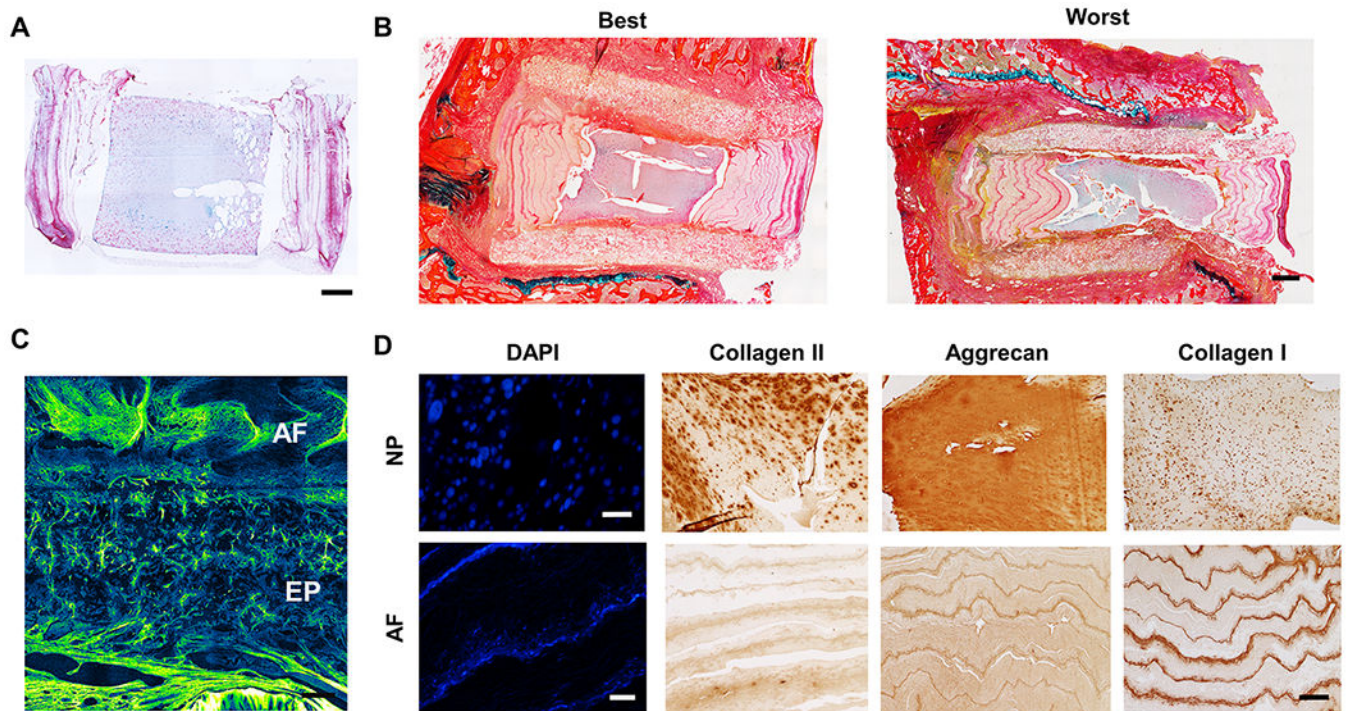 A
B
Best
Worst
C
AF
EP
D
DAPI
Collagen II
Aggrecan
Collagen I
NP
AF